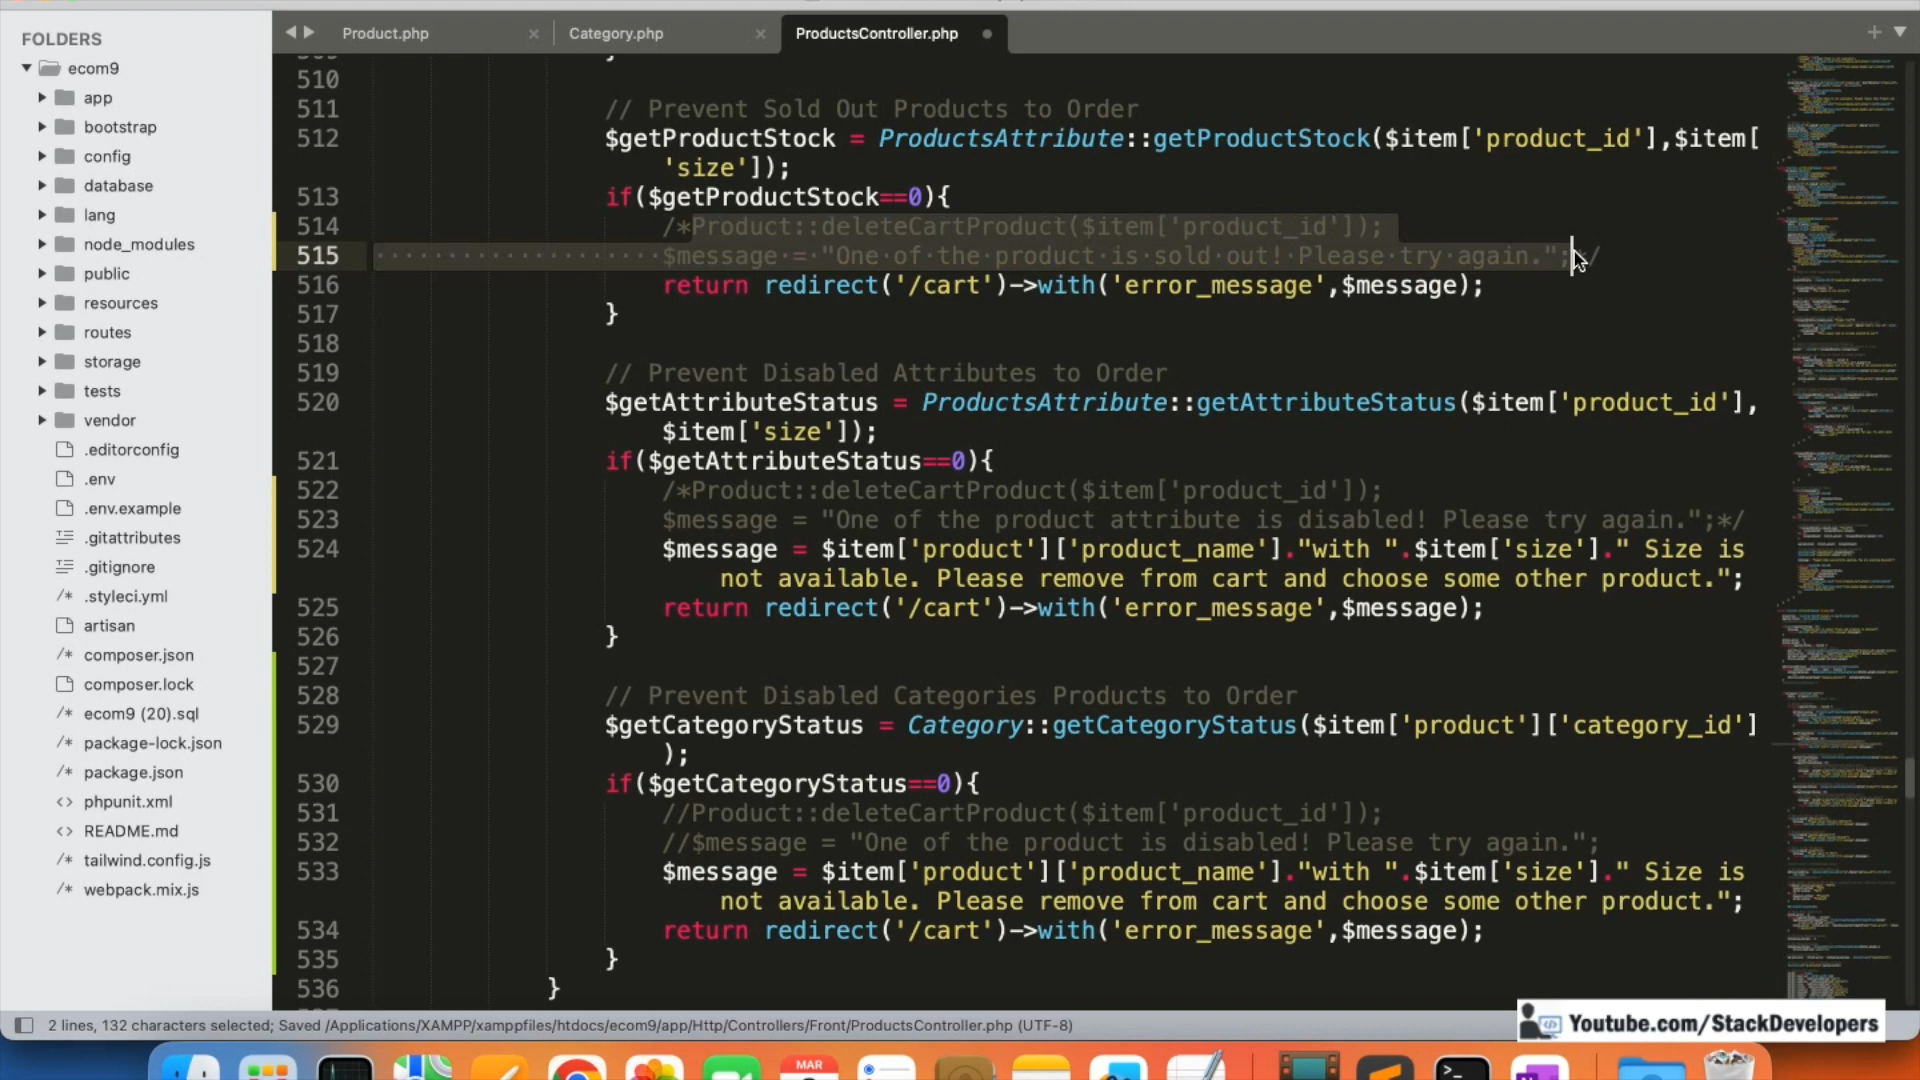 Product.php
Category.php
ProductsController.php
FOLDERS
ecom9
app
bootstrap
config
database
lang
node_modules
public
resources
routes
storage
tests
vendor
.editorconfig
.env
.env.example
.gitattributes
.gitignore
/* .styleci.yml
artisan
/* composer.json
composer.lock
/* ecom9 (20).sql
/* package-lock.json
/* package.json
<> phpunit.xml
<> README.md
/* tailwind.config.js
/* webpack.mix.js
510
511 // Prevent Sold Out Products to Order
512 $getProductStock = ProductsAttribute::getProductStock($item['product_id'],$item[
'size']);
513 if($getProductStock==0){
514 /*Product::deleteCartProduct($item['product_id']);
515 $message = "One of the product is sold out! Please try again.";*/
516 return redirect('/cart')->with('error_message',$message);
517 }
518
519 // Prevent Disabled Attributes to Order
520 $getAttributeStatus = ProductsAttribute::getAttributeStatus($item['product_id'],
$item['size']);
521 if($getAttributeStatus==0){
522 /*Product::deleteCartProduct($item['product_id']);
523 $message = "One of the product attribute is disabled! Please try again.";*/
524 $message = $item['product']['product_name']."with ".$item['size']." Size is
not available. Please remove from cart and choose some other product.";
525 return redirect('/cart')->with('error_message',$message);
526 }
527
528 // Prevent Disabled Categories Products to Order
529 $getCategoryStatus = Category::getCategoryStatus($item['product']['category_id']
);
530 if($getCategoryStatus==0){
531 //Product::deleteCartProduct($item['product_id']);
532 //$message = "One of the product is disabled! Please try again.";
533 $message = $item['product']['product_name']."with ".$item['size']." Size is
not available. Please remove from cart and choose some other product.";
534 return redirect('/cart')->with('error_message',$message);
535 }
536 }
2 lines, 132 characters selected; Saved /Applications/XAMPP/xamppfiles/htdocs/ecom9/app/Http/Controllers/Front/ProductsController.php (UTF-8)
Youtube.com/StackDevelopers
MAR